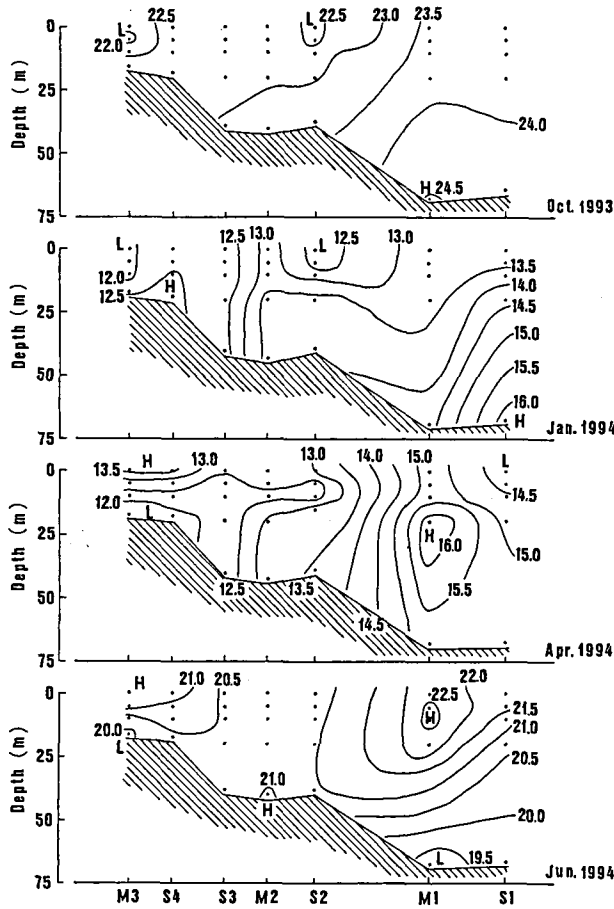 0
25
50
75
Depth (m)
L
22.5
22.0
L
22.5
23.0
23.5
24.0
H
24.5
Oct. 1993
0
25
50
75
Depth (m)
L
12.0
12.5
H
12.5
13.0
L
12.5
13.0
13.5
14.0
14.5
15.0
15.5
16.0
H
Jan. 1994
0
25
50
75
Depth (m)
H
13.5
13.0
12.0
L
13.0
14.0
15.0
L
14.5
H
16.0
15.0
15.5
12.5
13.5
14.5
Apr. 1994
0
25
50
75
Depth (m)
H
21.0
20.5
20.0
L
21.0
H
22.0
22.5
H
21.5
21.0
20.5
20.0
L
19.5
Jun. 1994
M3 S4 S3 M2 S2 M1 S1